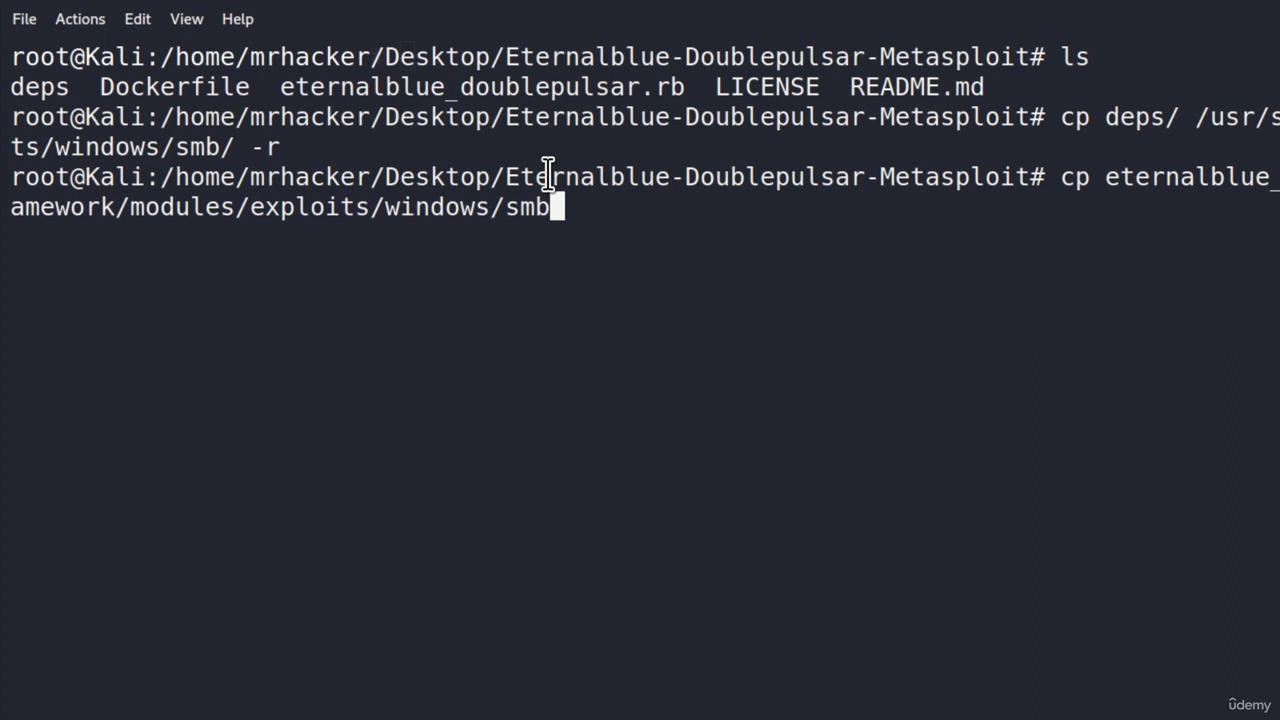 File Actions Edit View Help
root@Kali:/home/mrhacker/Desktop/Eternalblue-Doublepulsar-Metasploit# ls
deps Dockerfile eternalblue_doublepulsar.rb LICENSE README.md
root@Kali:/home/mrhacker/Desktop/Eternalblue-Doublepulsar-Metasploit# cp deps/ /usr/s
ts/windows/smb/ -r
root@Kali:/home/mrhacker/Desktop/Eternalblue-Doublepulsar-Metasploit# cp eternalblue_
amework/modules/exploits/windows/smb
ûdemy